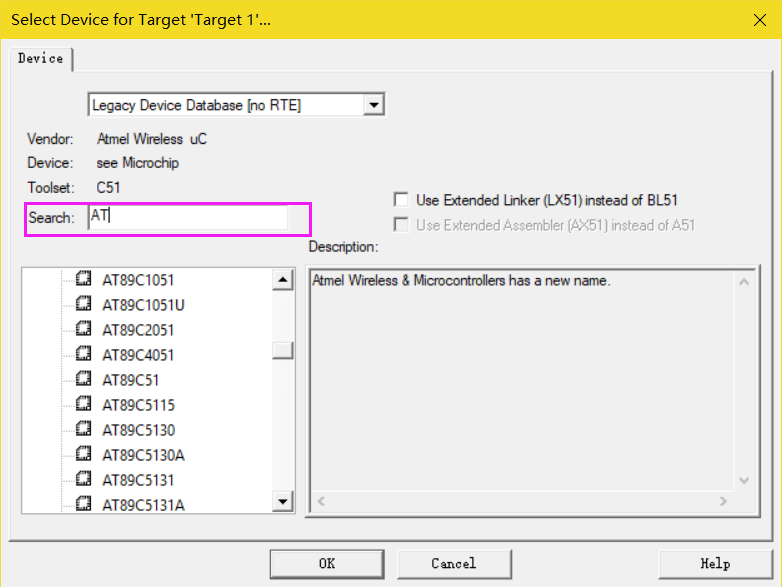 Select Device for Target 'Target 1'...
Device
Legacy Device Database [no RTE]
Vendor: Atmel Wireless uC
Device: see Microchip
Toolset: C51
Search: AT
Use Extended Linker (LX51) instead of BL51
Use Extended Assembler (AX51) instead of A51
Description:
AT89C1051
AT89C1051U
AT89C2051
AT89C4051
AT89C51
AT89C5115
AT89C5130
AT89C5130A
AT89C5131
AT89C5131A
Atmel Wireless & Microcontrollers has a new name.
OK
Cancel
Help